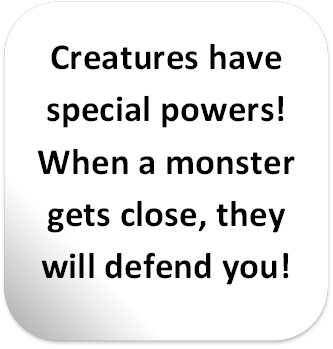 Creatures have
special powers!
When a monster
gets close, they
will defend you!